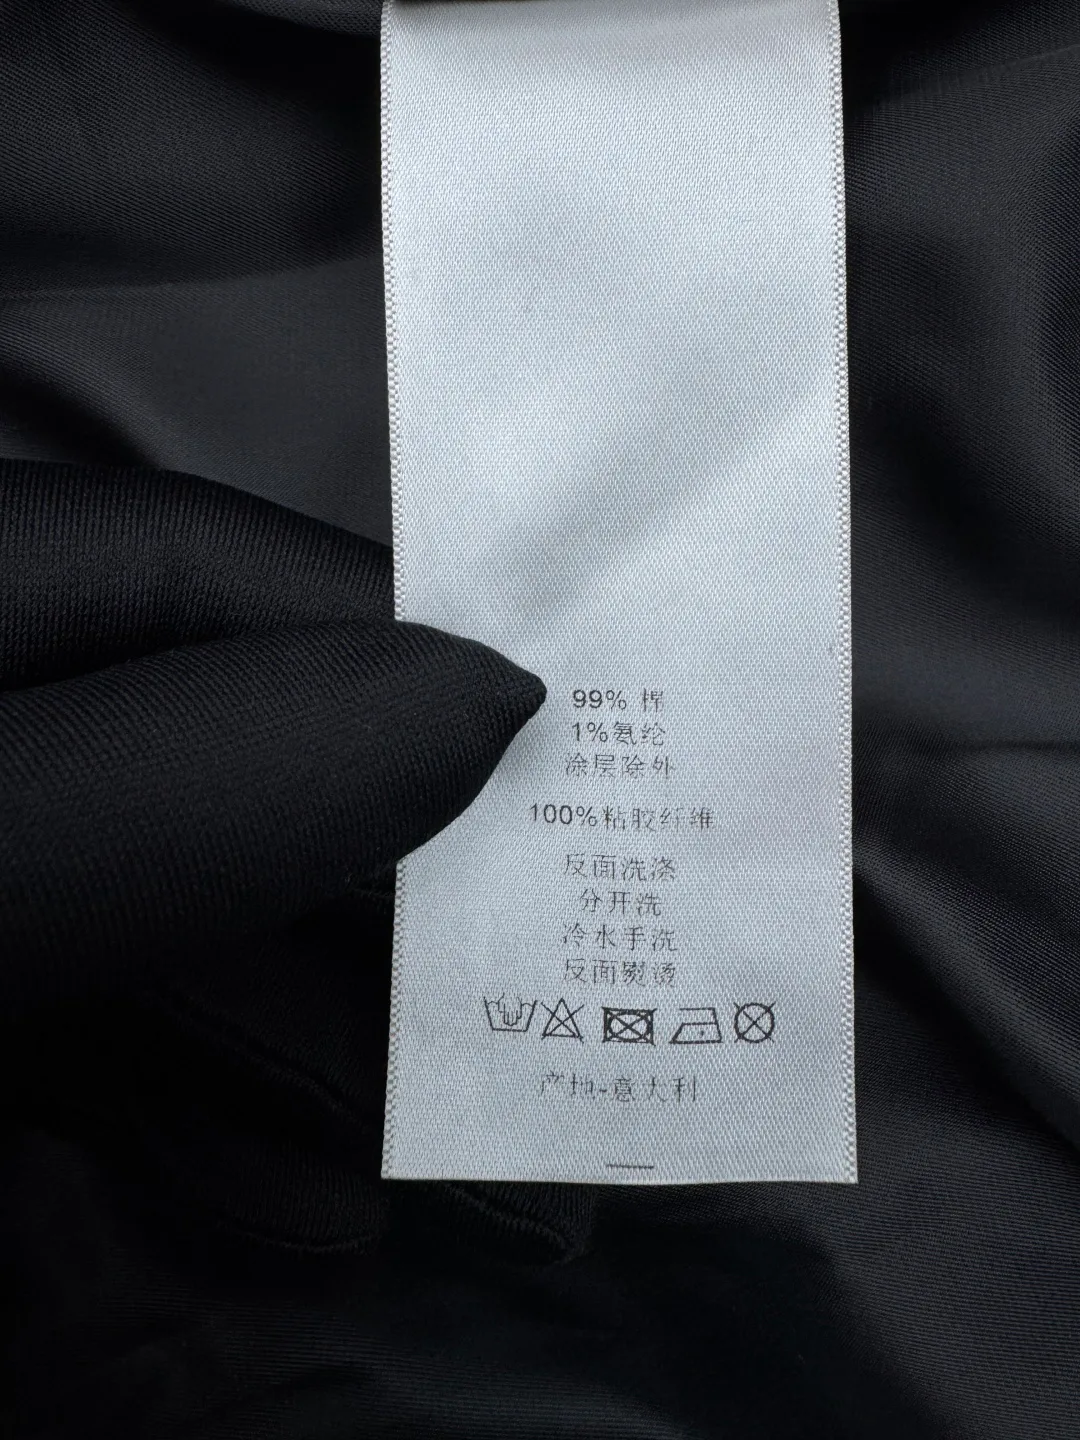 99% 棉
1%氨纶
涂层除外
100%粘胶纤维
反面洗涤
分开洗
冷水手洗
反面熨烫
产地-意大利